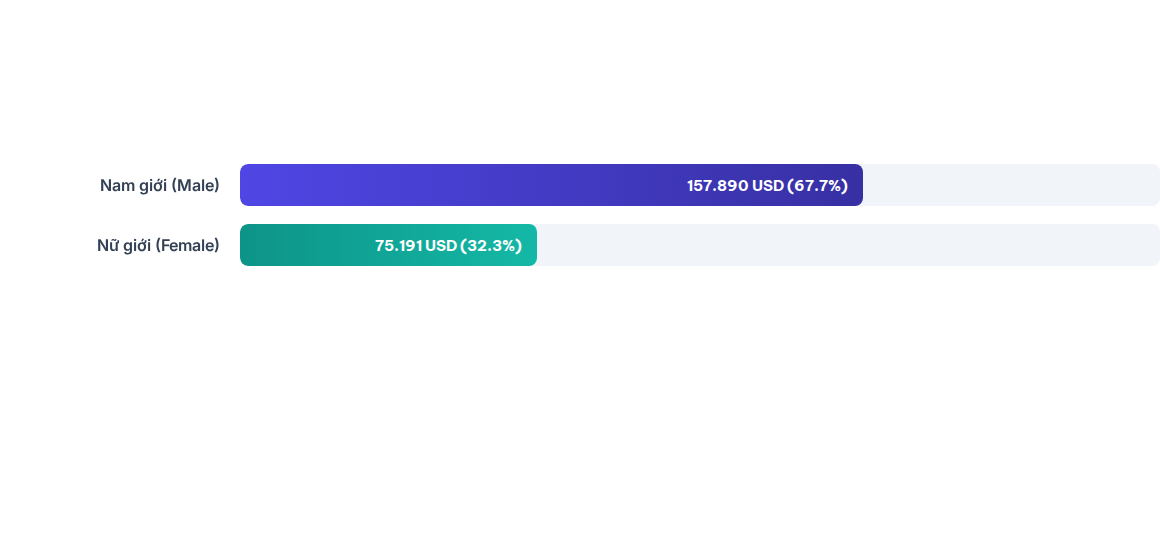 Nam giới (Male) 157.890 USD (67.7%)
Nữ giới (Female) 75.191 USD (32.3%)